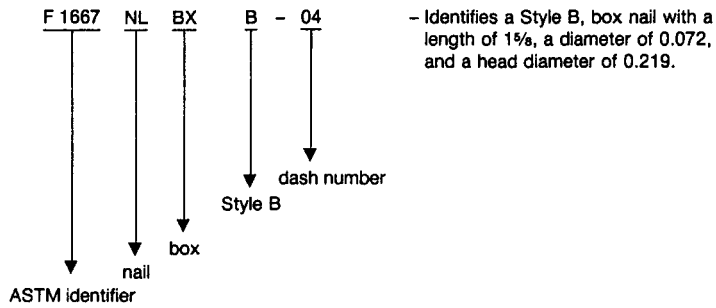 F 1667 NL BX B - 04
– Identifies a Style B, box nail with a
length of 1⅝, a diameter of 0.072,
and a head diameter of 0.219.
dash number
Style B
box
nail
ASTM identifier